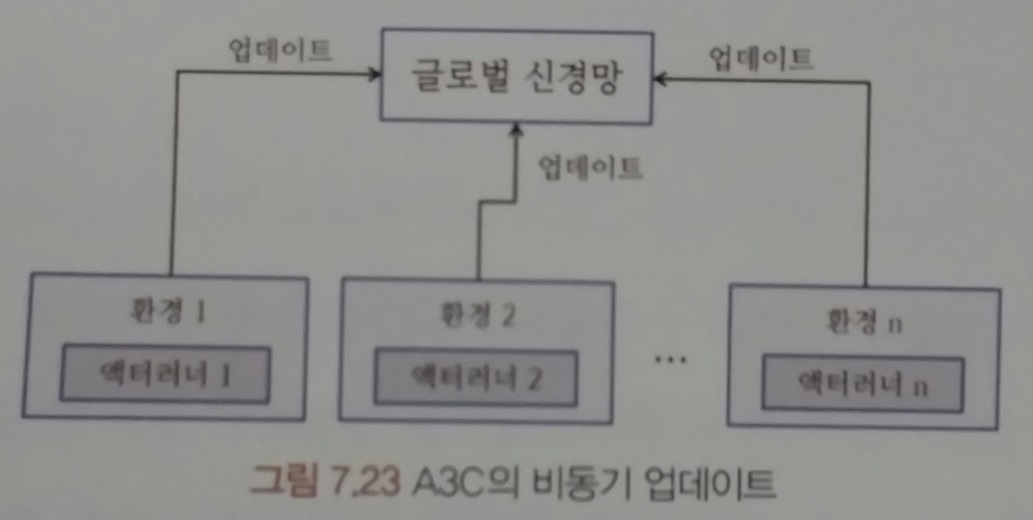 업데이트
글로벌 신경망
업데이트
업데이트
환경 1
액터러너 1
환경 2
액터러너 2
...
환경 n
액터러너 n
그림 7.23 A3C의 비동기 업데이트